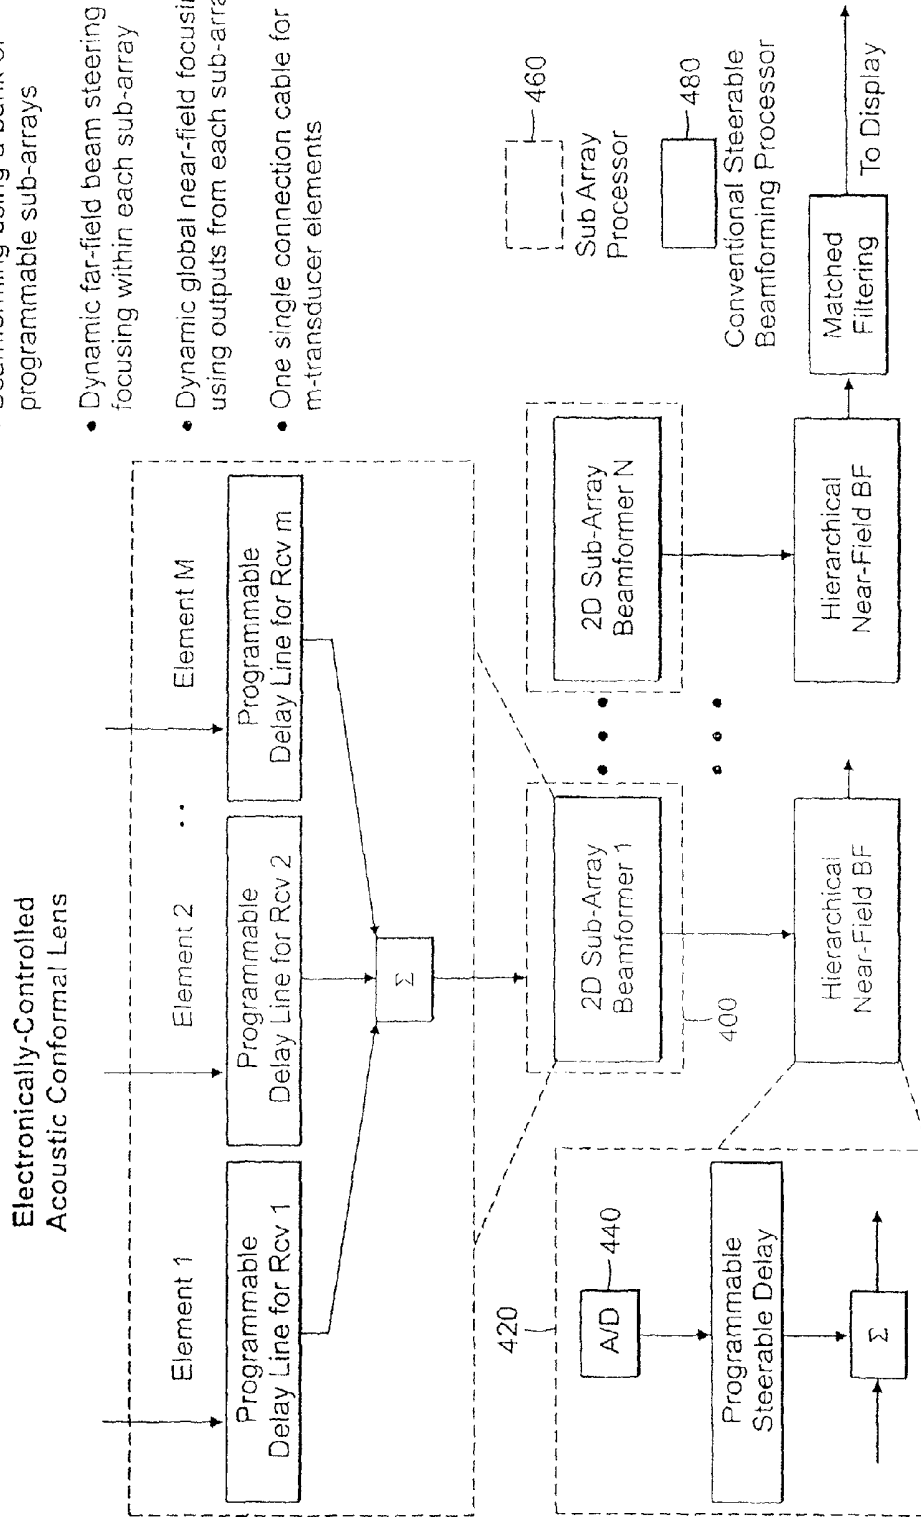 Electronically-Controlled
Acoustic Conformal Lens
programmable sub-arrays
• Dynamic far-field beam steering
focusing within each sub-array
• Dynamic global near-field
using outputs from each
• One single connection cable for
m-transducer elements
Element 1
Element 2
. .
Element M
Programmable
Delay Line for Rcv 1
Programmable
Delay Line for Rcv 2
Programmable
Delay Line for Rcv m
Σ
2D Sub-Array
Beamformer 1
400
2D Sub-Array
Beamformer N
460
Sub Array
Processor
480
Conventional Steerable
Beamforming Processor
420
A/D
440
Programmable
Steerable Delay
Σ
Hierarchical
Near-Field BF
Hierarchical
Near-Field BF
Matched
Filtering
To Display